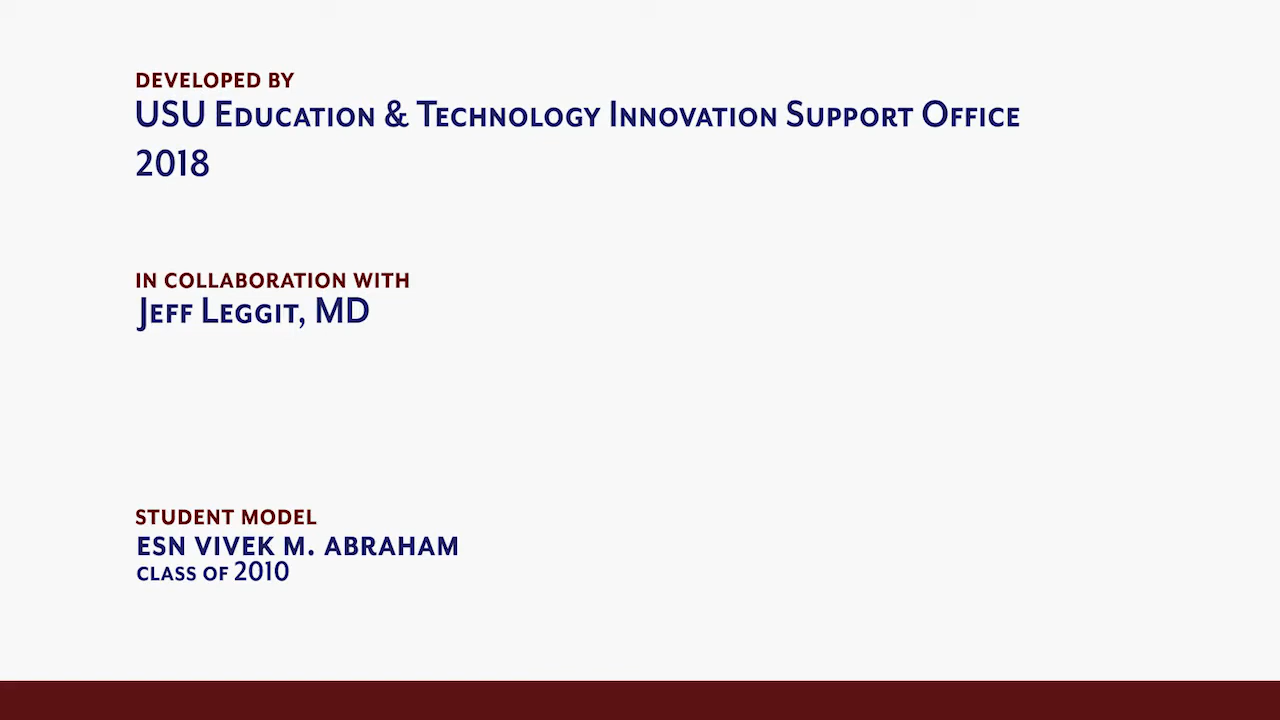 DEVELOPED BY
USU Education & Technology Innovation Support Office
2018
IN COLLABORATION WITH
Jeff Leggit, MD
STUDENT MODEL
ESN VIVEK M. ABRAHAM
CLASS OF 2010